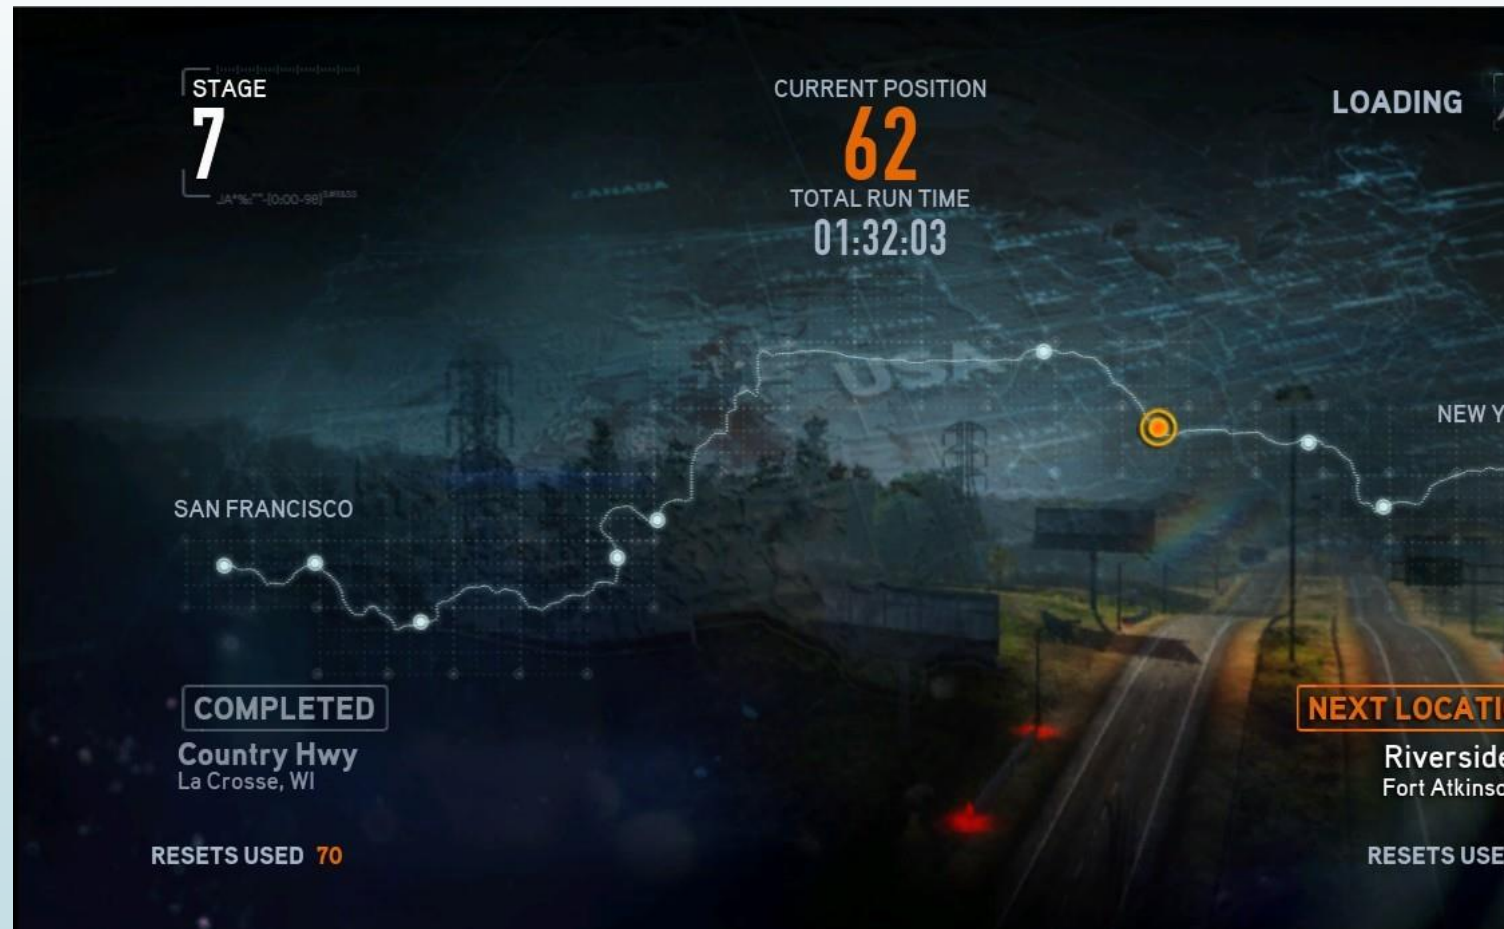 STAGE
7
CURRENT POSITION
62
TOTAL RUN TIME
01:32:03
LOADING
CANADA
USA
NEW Y
SAN FRANCISCO
COMPLETED
Country Hwy
La Crosse, WI
RESETS USED 70
NEXT LOCATI
Riverside
Fort Atkinso
RESETS USE